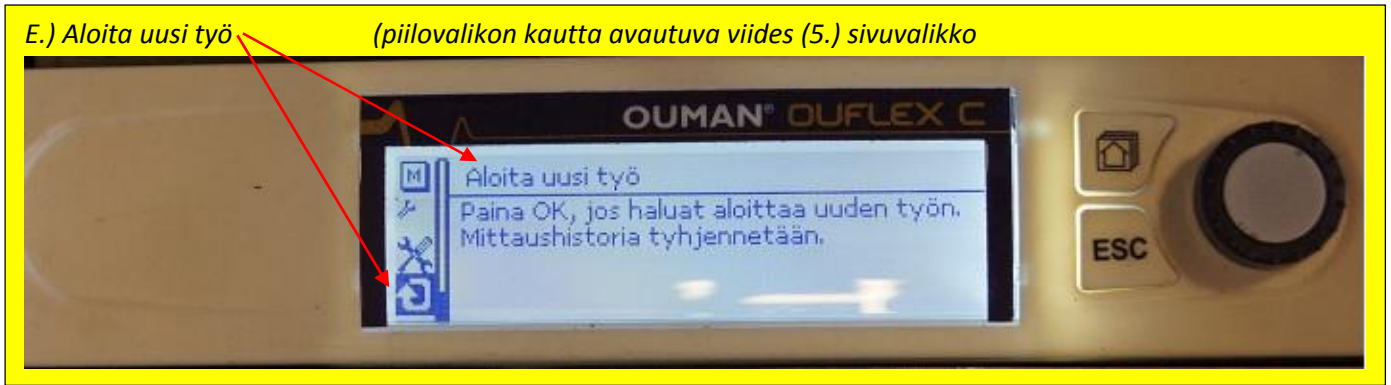 E.) Aloita uusi työ (piilovalikon kautta avautuva viides (5.) sivuvalikko
OUMAN® OUFLEX C
M
Aloita uusi työ
Paina OK, jos haluat aloittaa uuden työn.
Mittaushistoria tyhjennetään.
ESC